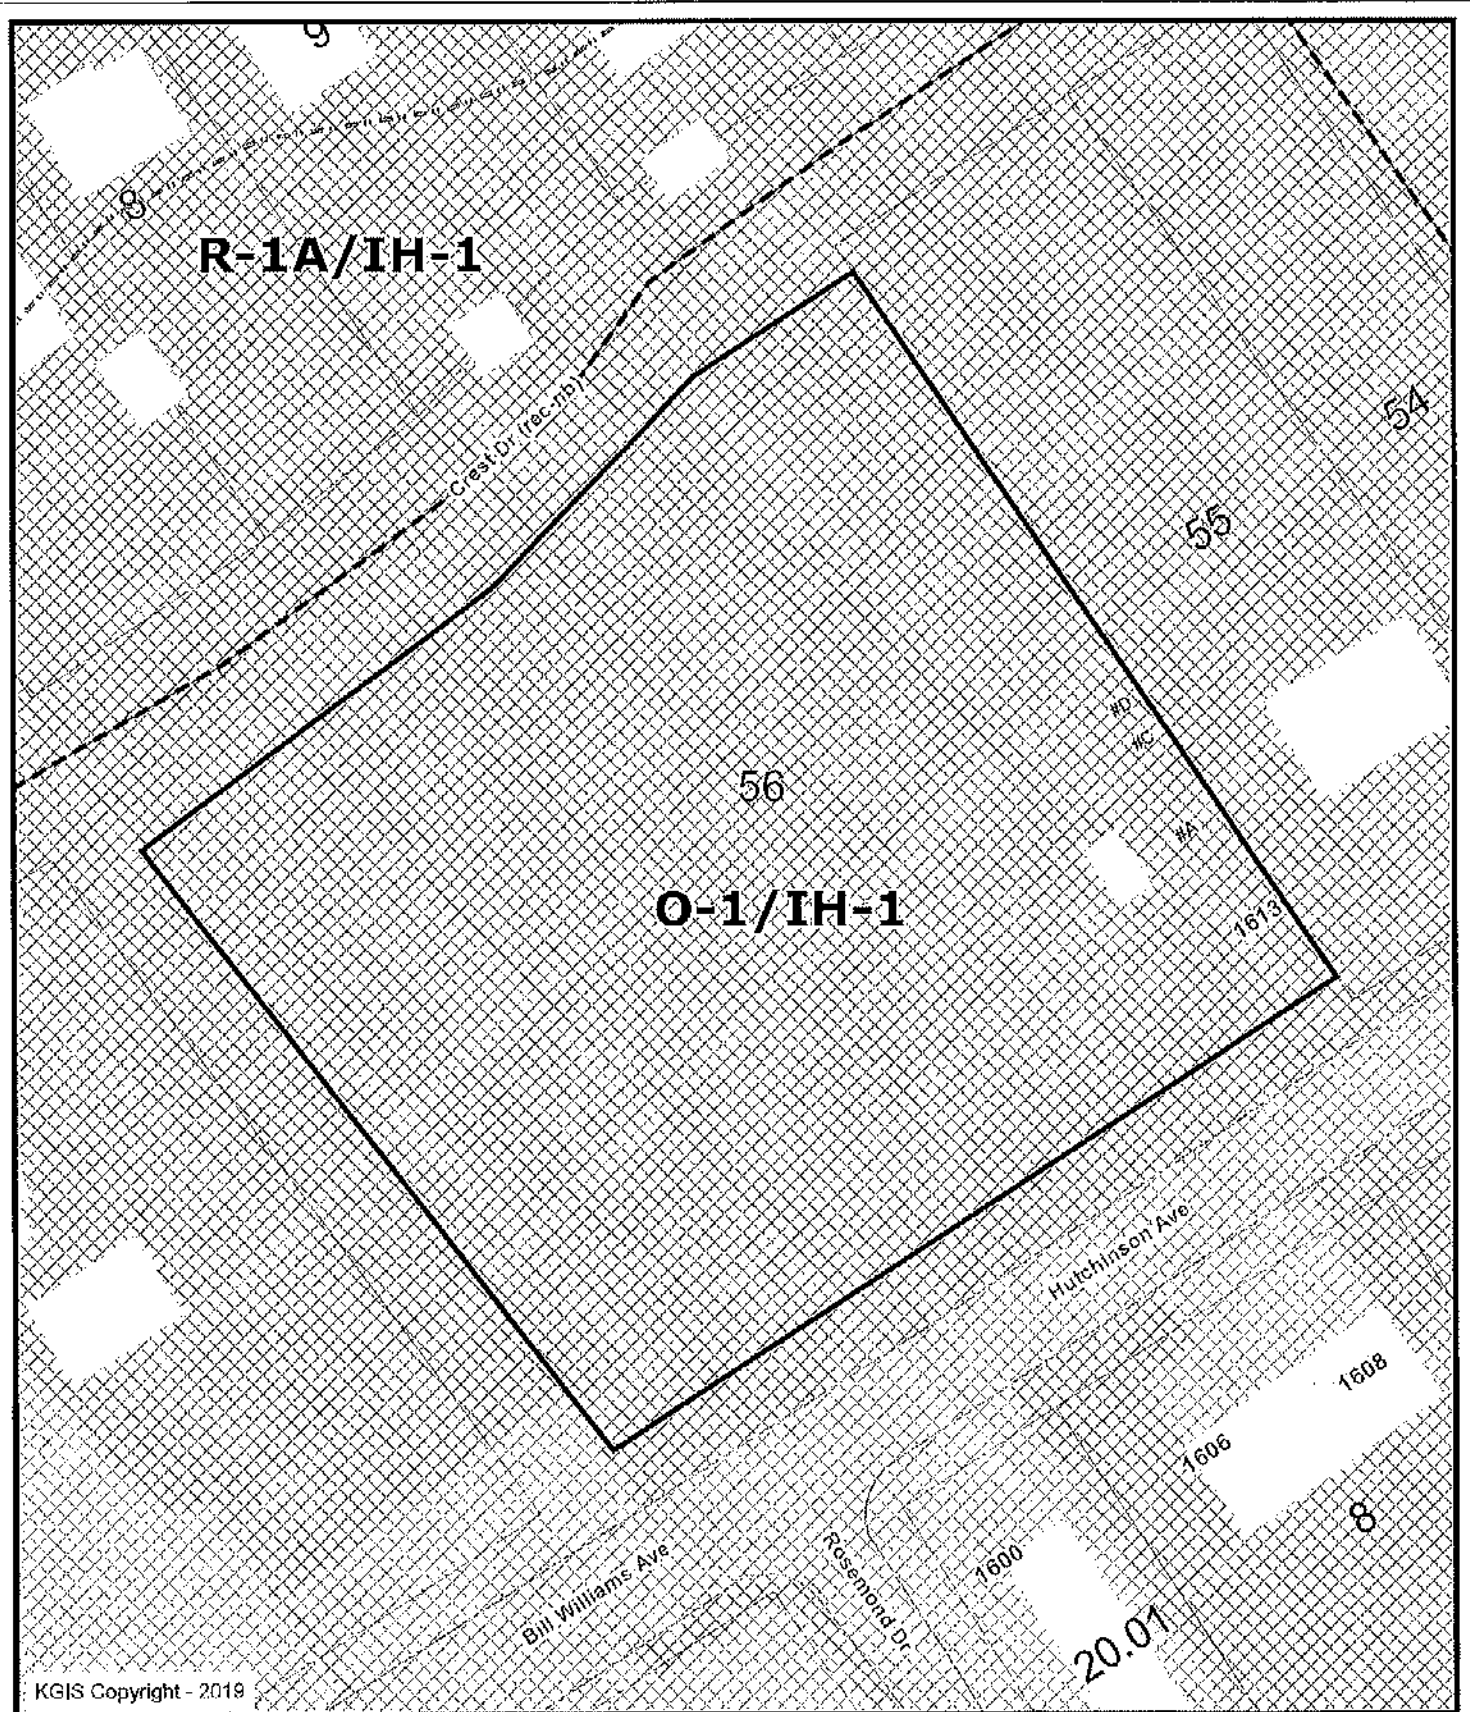 9
8
R-1A/IH-1
Crest Dr (rec-nb)
54
55
#D
#C
56
#A
O-1/IH-1
1613
Hutchinson Ave
1608
1606
8
Rosemond Dr
1600
Bill Williams Ave
20.01
KGIS Copyright - 2019